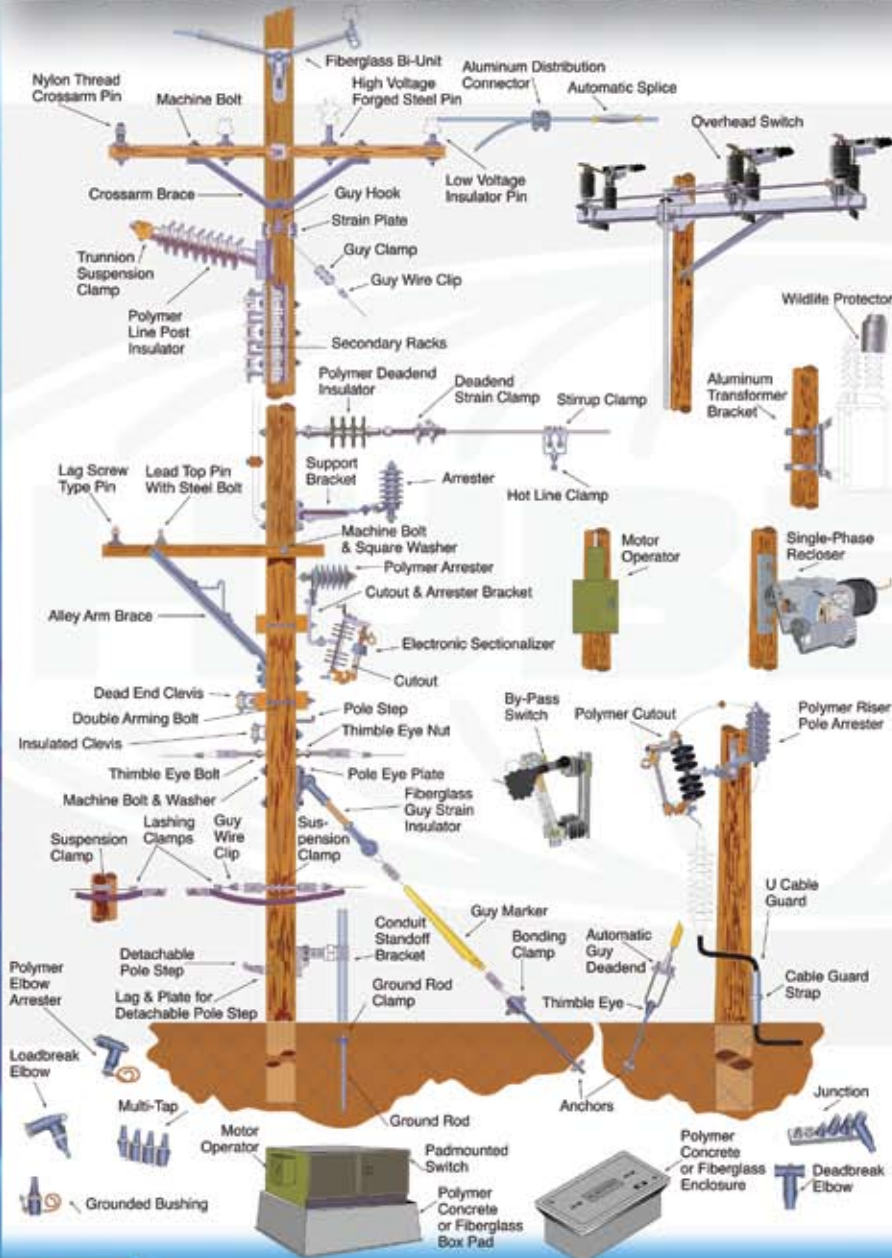 Fiberglass Bi-Unit
Nylon Thread
Crossarm Pin
Machine Bolt
High Voltage
Forged Steel Pin
Aluminum Distribution
Connector
Automatic Splice
Overhead Switch
Crossarm Brace
Guy Hook
Low Voltage
Insulator Pin
Strain Plate
Guy Clamp
Trunnion
Suspension
Clamp
Guy Wire Clip
Polymer
Line Post
Insulator
Wildlife Protector
Secondary Racks
Polymer Deadend
Insulator
Deadend
Strain Clamp
Stirrup Clamp
Aluminum
Transformer
Bracket
Lag Screw
Type Pin
Lead Top Pin
With Steel Bolt
Support
Bracket
Arrester
Hot Line Clamp
Machine Bolt
& Square Washer
Motor
Operator
Single-Phase
Recloser
Polymer Arrester
Cutout & Arrester Bracket
Alley Arm Brace
Electronic Sectionalizer
Cutout
Dead End Clevis
Double Arming Bolt
Pole Step
By-Pass
Switch
Polymer Cutout
Polymer Riser
Pole Arrester
Insulated Clevis
Thimble Eye Nut
Thimble Eye Bolt
Pole Eye Plate
Machine Bolt & Washer
Fiberglass
Guy Strain
Insulator
Suspension
Clamp
Lashing
Clamps
Guy
Wire
Clip
Sus-
pension
Clamp
U Cable
Guard
Guy Marker
Conduit
Standoff
Bracket
Bonding
Clamp
Automatic
Guy
Deadend
Detachable
Pole Step
Cable Guard
Strap
Polymer
Elbow
Arrester
Lag & Plate for
Detachable Pole Step
Ground Rod
Clamp
Thimble Eye
Loadbreak
Elbow
Multi-Tap
Ground Rod
Anchors
Junction
Motor
Operator
Padmounted
Switch
Polymer
Concrete
or Fiberglass
Enclosure
Deadbreak
Elbow
Grounded Bushing
Polymer
Concrete
or Fiberglass
Box Pad